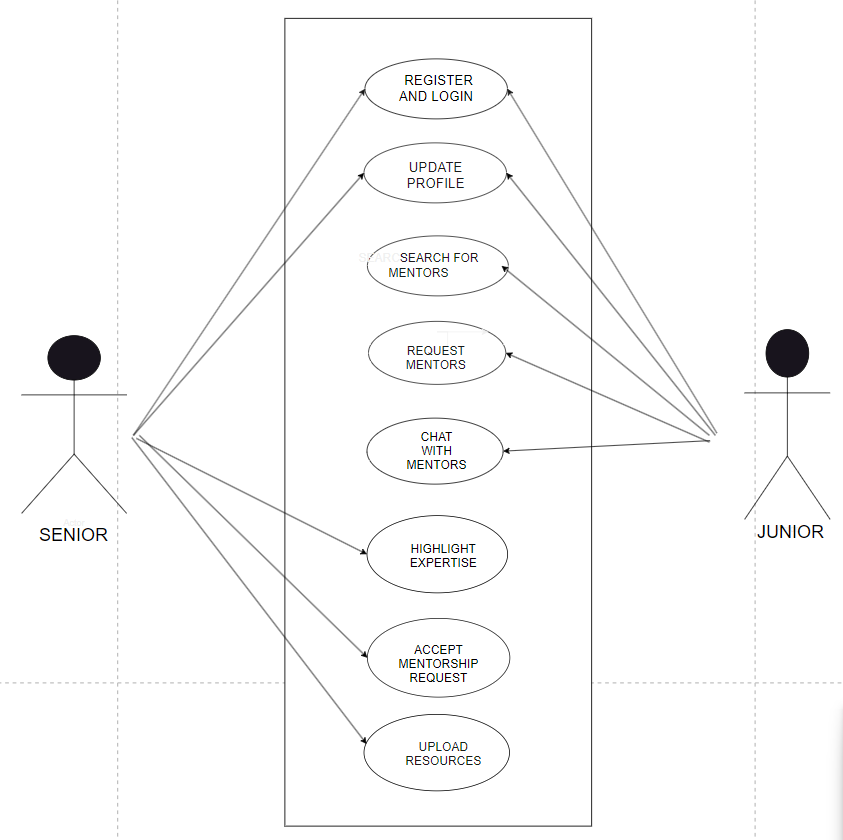 REGISTER
AND LOGIN
UPDATE
PROFILE
SEARCH FOR
MENTORS
REQUEST
MENTORS
CHAT
WITH
MENTORS
HIGHLIGHT
EXPERTISE
ACCEPT
MENTORSHIP
REQUEST
UPLOAD
RESOURCES
SENIOR
JUNIOR